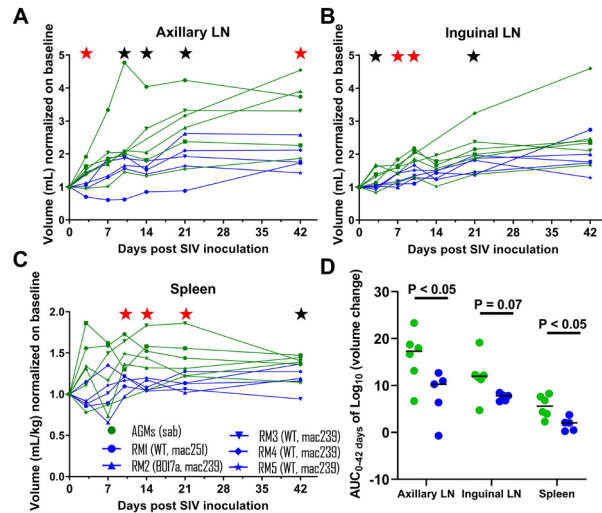 A
Axillary LN
Volume (mL) normalized on baseline
5
4
3
2
1
0
0 7 14 21 28 35 42
Days post SIV inoculation
B
Inguinal LN
Volume (mL) normalized on baseline
5
4
3
2
1
0
0 7 14 21 28 35 42
Days post SIV inoculation
C
Spleen
Volume (mL/kg) normalized on baseline
2.0
1.5
1.0
0.5
0.0
AGMs (sab)
RM1 (WT, mac251)
RM2 (B017a, mac239)
RM3 (WT, mac239)
RM4 (WT, mac239)
RM5 (WT, mac239)
0 7 14 21 28 35 42
Days post SIV inoculation
D
AUC0-42 days of Log10 (volume change)
P < 0.05
P = 0.07
P < 0.05
30
20
10
0
-10
Axillary LN Inguinal LN Spleen